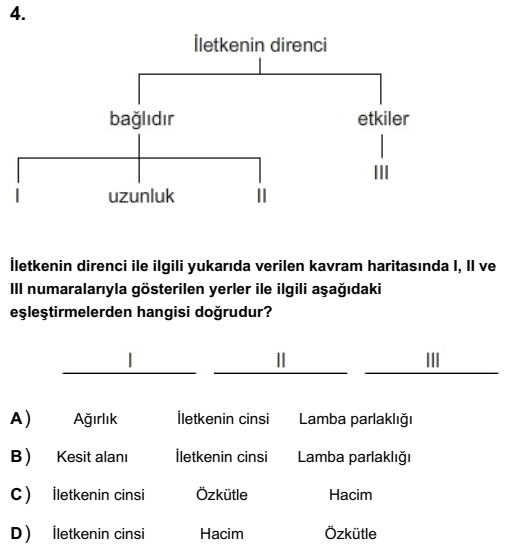 4.
İletkenin direnci
bağlıdır etkiler
I uzunluk II III
İletkenin direnci ile ilgili yukarıda verilen kavram haritasında I, II ve
III numaralarıyla gösterilen yerler ile ilgili aşağıdaki
eşleştirmelerden hangisi doğrudur?
I II III
A) Ağırlık İletkenin cinsi Lamba parlaklığı
B) Kesit alanı İletkenin cinsi Lamba parlaklığı
C) İletkenin cinsi Özkütle Hacim
D) İletkenin cinsi Hacim Özkütle